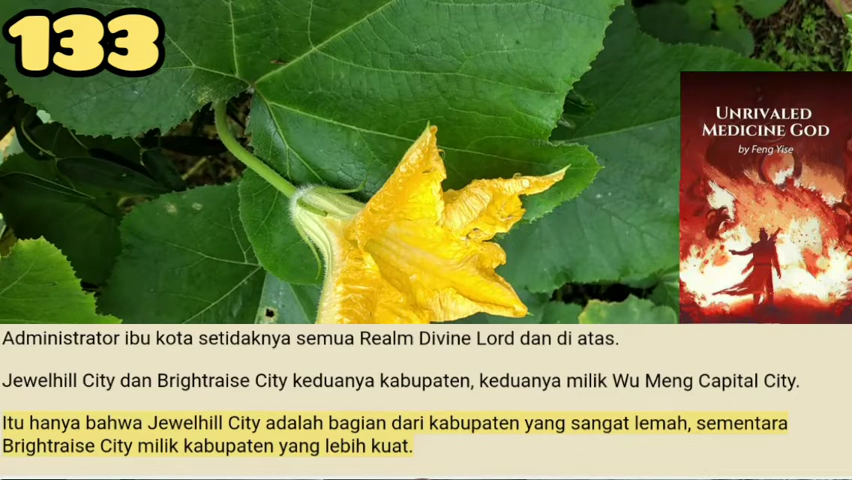 133
UNRIVALED
MEDICINE GOD
by Feng Yise
Administrator ibu kota setidaknya semua Realm Divine Lord dan di atas.
Jewelhill City dan Brightraise City keduanya kabupaten, keduanya milik Wu Meng Capital City.
Itu hanya bahwa Jewelhill City adalah bagian dari kabupaten yang sangat lemah, sementara
Brightraise City milik kabupaten yang lebih kuat.